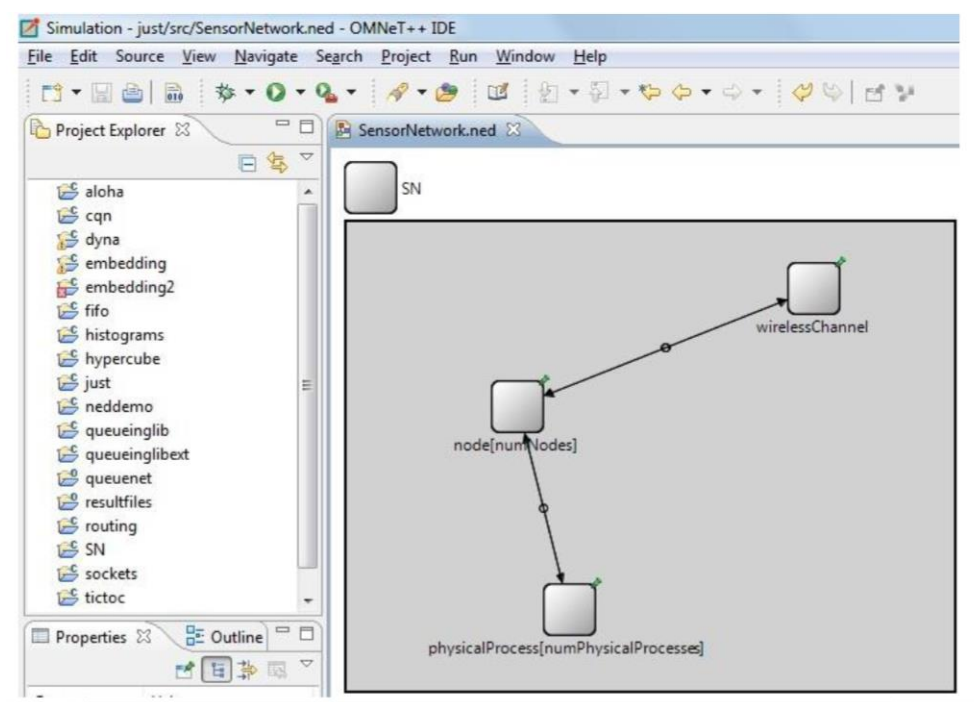 Simulation - just/src/SensorNetwork.ned - OMNeT++ IDE
File Edit Source View Navigate Search Project Run Window Help
010
Project Explorer
SensorNetwork.ned
SN
aloha
cqn
dyna
embedding
embedding2
fifo
histograms
hypercube
just
neddemo
queueinglib
queueinglibext
queuenet
resultfiles
routing
SN
sockets
tictoc
wirelessChannel
node[numNodes]
physicalProcess[numPhysicalProcesses]
Properties
Outline